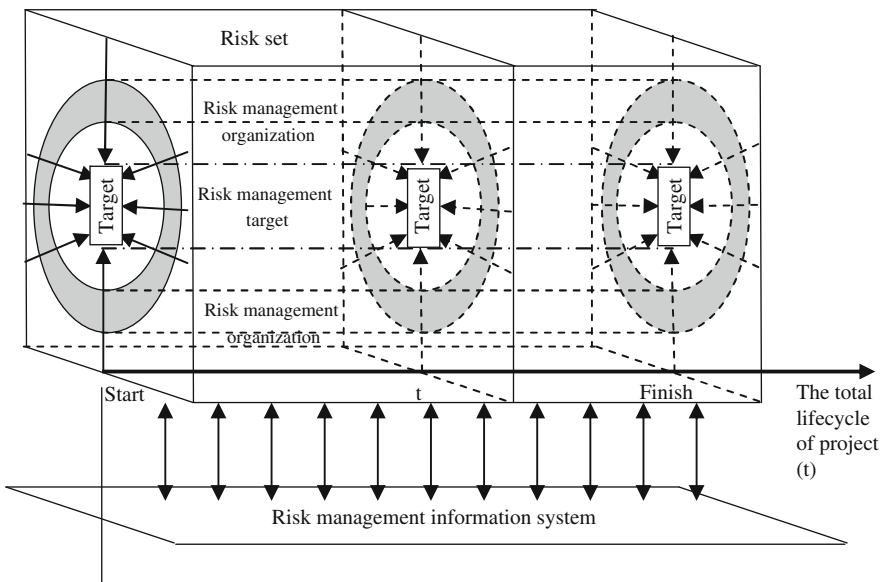 Risk set
Risk management
organization
Target
Risk management
target
Target
Target
Risk management
organization
Start
t
Finish
The total
lifecycle
of project
(t)
Risk management information system